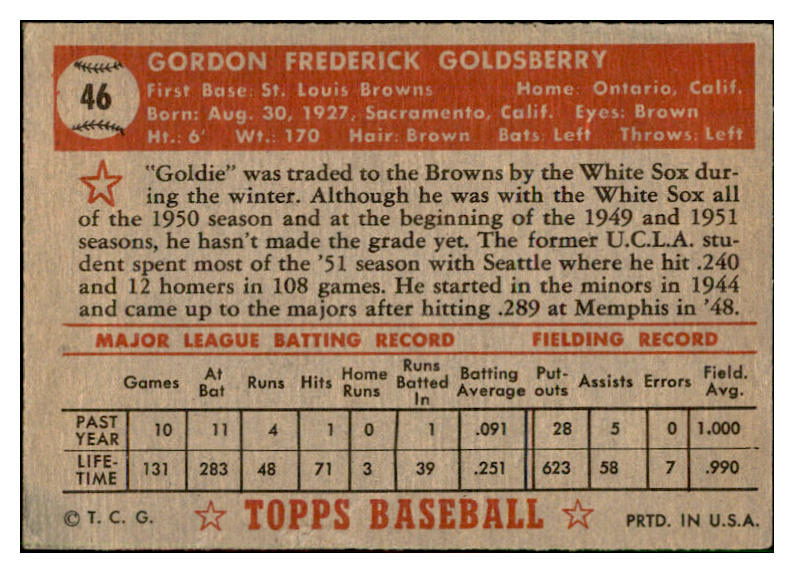 GORDON FREDERICK GOLDSBERRY
46
First Base: St. Louis Browns Home: Ontario, Calif.
Born: Aug. 30, 1927, Sacramento, Calif. Eyes: Brown
Ht.: 6' Wt.: 170 Hair: Brown Bats: Left Throws: Left
"Goldie" was traded to the Browns by the White Sox dur-
ing the winter. Although he was with the White Sox all
of the 1950 season and at the beginning of the 1949 and 1951
seasons, he hasn't made the grade yet. The former U.C.L.A. stu-
dent spent most of the '51 season with Seattle where he hit .240
and 12 homers in 108 games. He started in the minors in 1944
and came up to the majors after hitting .289 at Memphis in '48.
MAJOR LEAGUE BATTING RECORD FIELDING RECORD
Games At Bat Runs Hits Home Runs Runs Batted In Batting Average Put-outs Assists Errors Field. Avg.
PAST YEAR 10 11 4 1 0 1 .091 28 5 0 1.000
LIFE-TIME 131 283 48 71 3 39 .251 623 58 7 .990
© T. C. G. TOPPS BASEBALL PRTD. IN U.S.A.